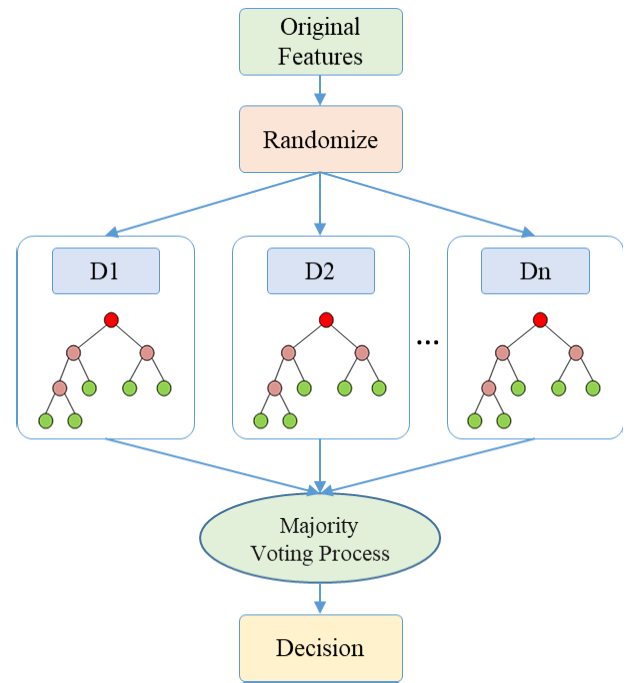 Original
Features
Randomize
D1
D2
Dn
...
Majority
Voting Process
Decision